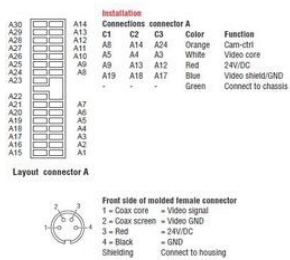 Installation
Connections connector A
C1 C2 C3 Color Function
A8 A14 A24 Orange Cam-ctrl
A5 A4 A3 White Video core
A9 A13 A12 Red 24V/DC
A19 A18 A17 Blue Video shield/GND
- - - Green Connect to chassis
A30 A14
A29 A13
A28 A12
A27 A11
A26 A10
A25 A9
A24 A8
A23
A22
A21 A7
A20 A6
A19 A5
A18 A4
A17 A3
A16 A2
A15 A1
Layout connector A
2 3
1 4
Front side of molded female connector
1 = Coax core = Video signal
2 = Coax screen = Video GND
3 = Red = 24V/DC
4 = Black = GND
Shielding Connect to housing